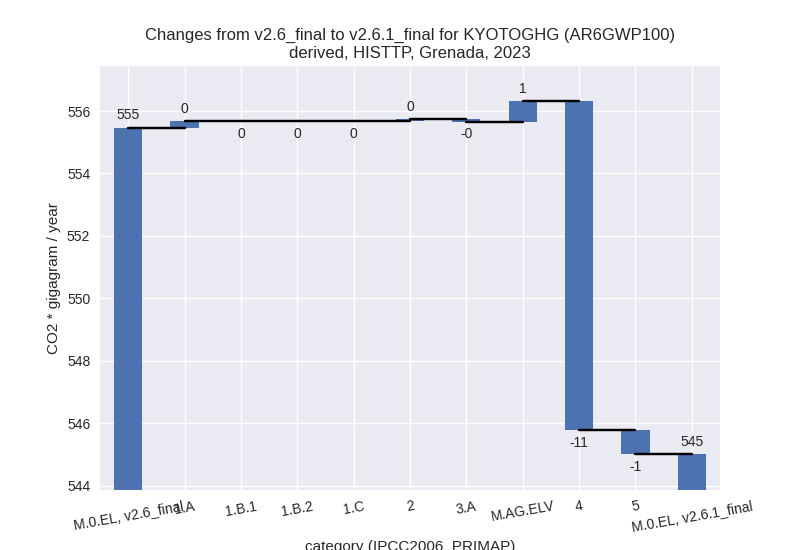 Changes from v2.6_final to v2.6.1_final for KYOTOGHG (AR6GWP100)
derived, HISTTP, Grenada, 2023
CO2 * gigagram / year
556
554
552
550
548
546
544
555
0
0
0
0
0
-0
1
-11
-1
545
M.0.EL, v2.6_final
1.A
1.B.1
1.B.2
1.C
2
3.A
M.AG.ELV
4
5
M.0.EL, v2.6.1_final
category (IPCC2006_PRIMAP)